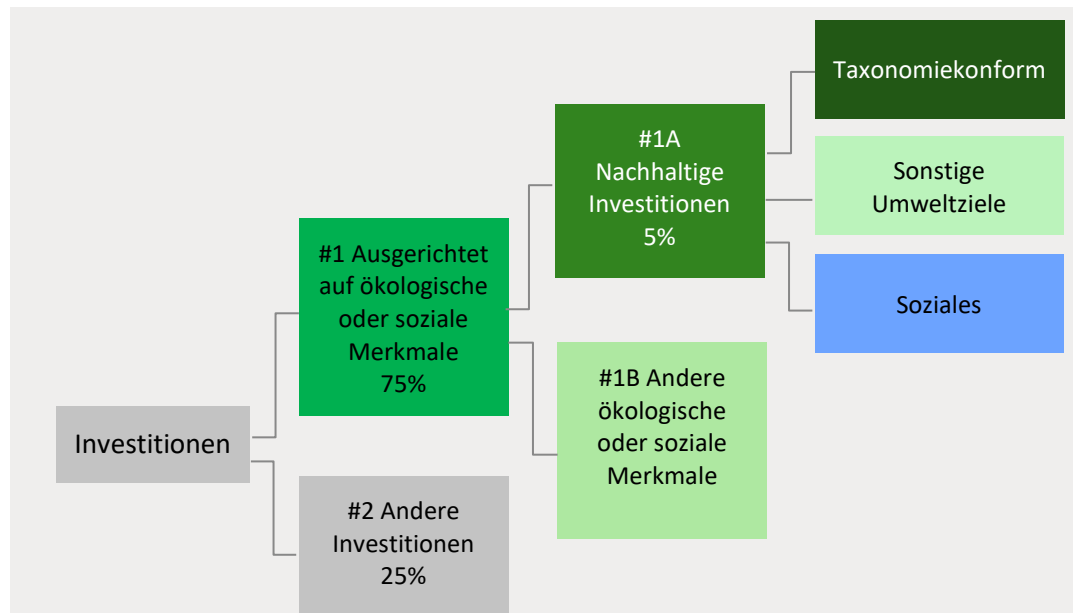 Investitionen
#1 Ausgerichtet
auf ökologische
oder soziale
Merkmale
75%
#2 Andere
Investitionen
25%
#1A
Nachhaltige
Investitionen
5%
#1B Andere
ökologische
oder soziale
Merkmale
Taxonomiekonform
Sonstige
Umweltziele
Soziales